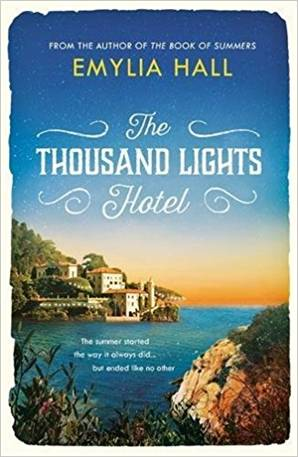 FROM THE AUTHOR OF THE BOOK OF SUMMERS
EMYLIA HALL
The
THOUSAND LIGHTS
Hotel
The summer started
the way it always did...
but ended like no other